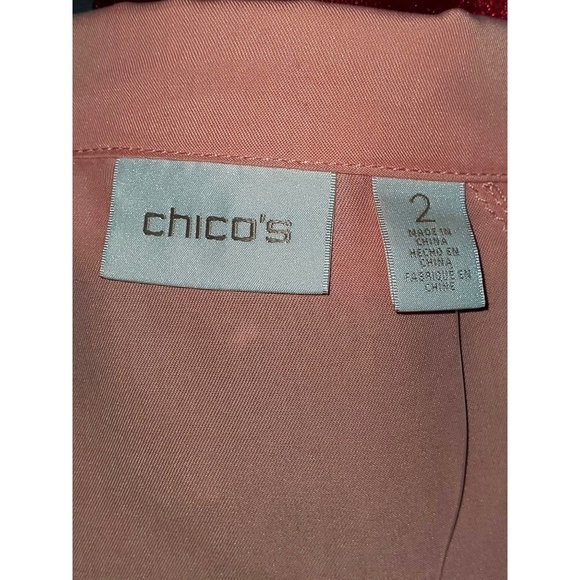 chico's
2
MADE IN
CHINA
HECHO EN
CHINA
FABRIQUE EN
CHINE